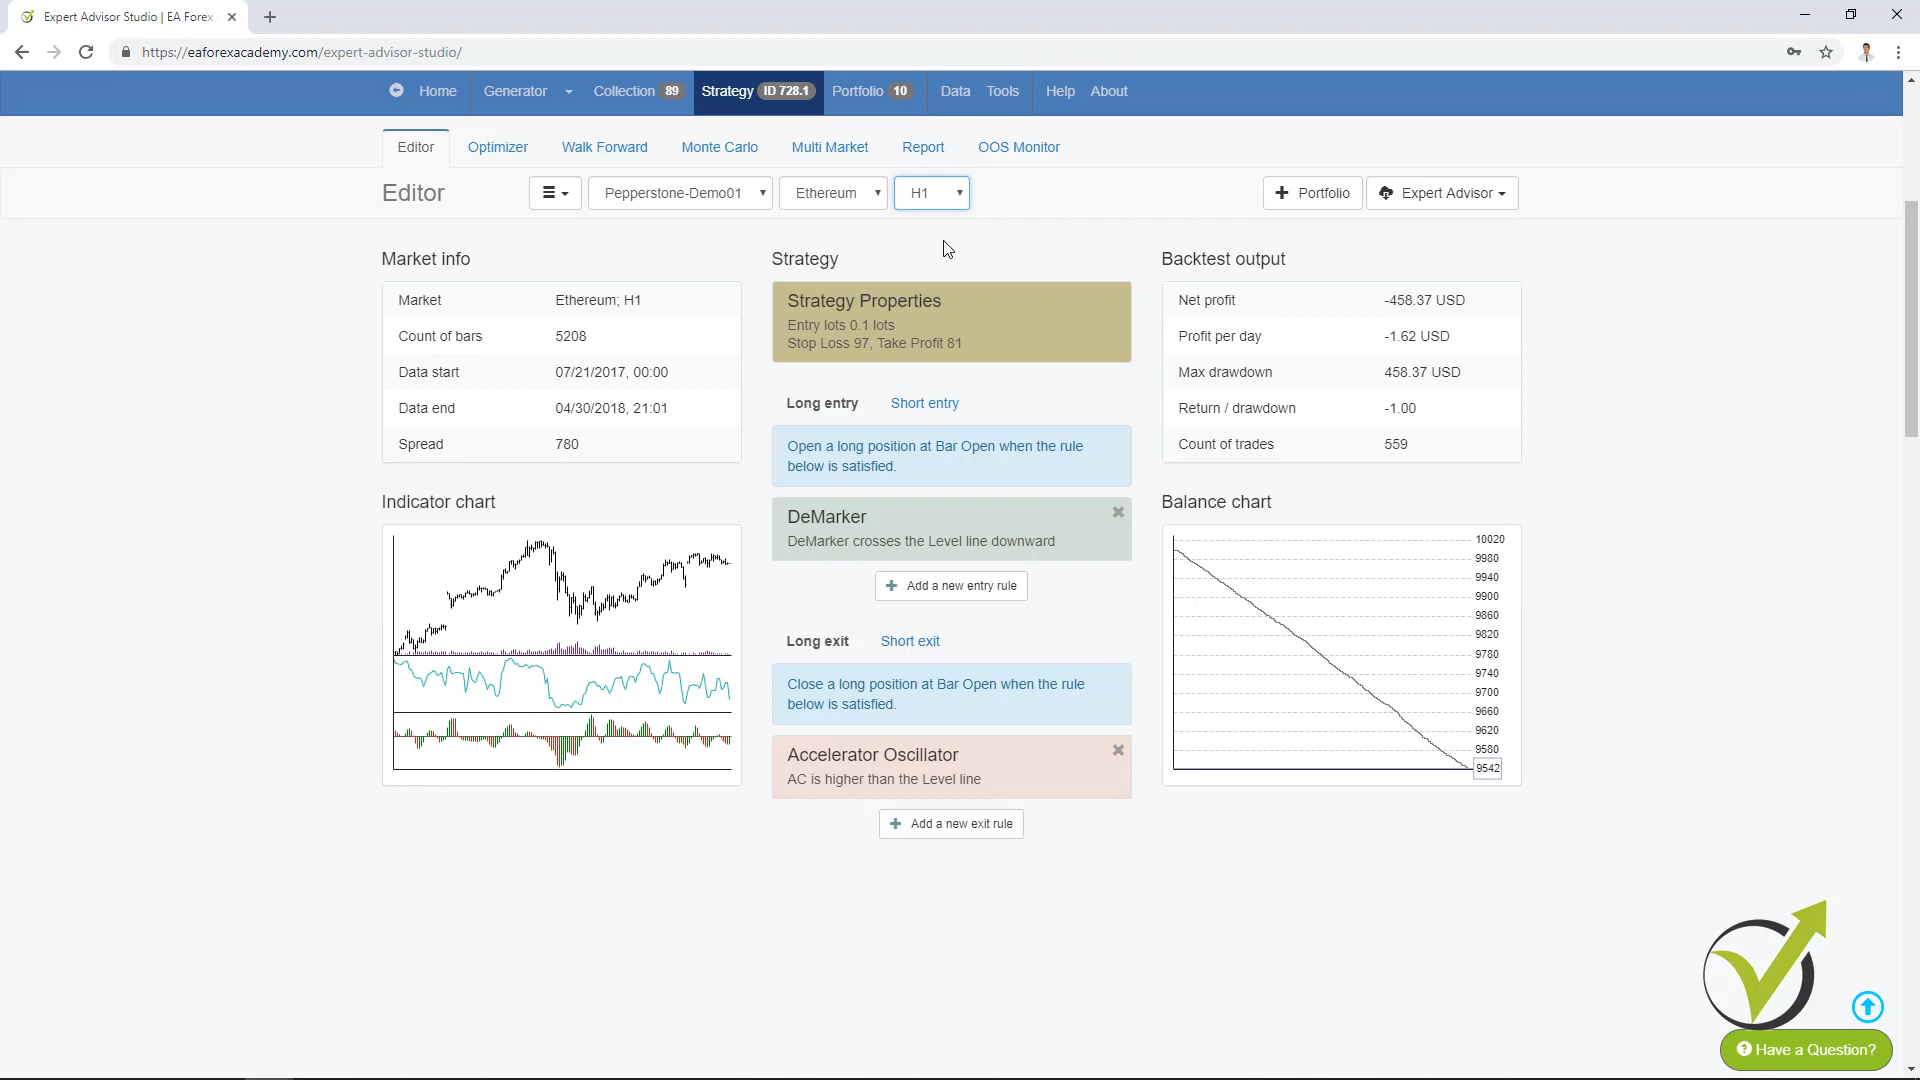 Expert Advisor Studio | EA Forex
https://eaforexacademy.com/expert-advisor-studio/
Home Generator Collection 89 Strategy ID 728.1 Portfolio 10 Data Tools Help About
Editor Optimizer Walk Forward Monte Carlo Multi Market Report OOS Monitor
Editor Pepperstone-Demo01 Ethereum H1 + Portfolio Expert Advisor
Market info
Market Ethereum; H1
Count of bars 5208
Data start 07/21/2017, 00:00
Data end 04/30/2018, 21:01
Spread 780
Indicator chart
Strategy
Strategy Properties
Entry lots 0.1 lots
Stop Loss 97, Take Profit 81
Long entry Short entry
Open a long position at Bar Open when the rule
below is satisfied.
DeMarker
DeMarker crosses the Level line downward
+ Add a new entry rule
Long exit Short exit
Close a long position at Bar Open when the rule
below is satisfied.
Accelerator Oscillator
AC is higher than the Level line
+ Add a new exit rule
Backtest output
Net profit -458.37 USD
Profit per day -1.62 USD
Max drawdown 458.37 USD
Return / drawdown -1.00
Count of trades 559
Balance chart
10020
9980
9940
9900
9860
9820
9780
9740
9700
9660
9620
9580
9542
Have a Question?